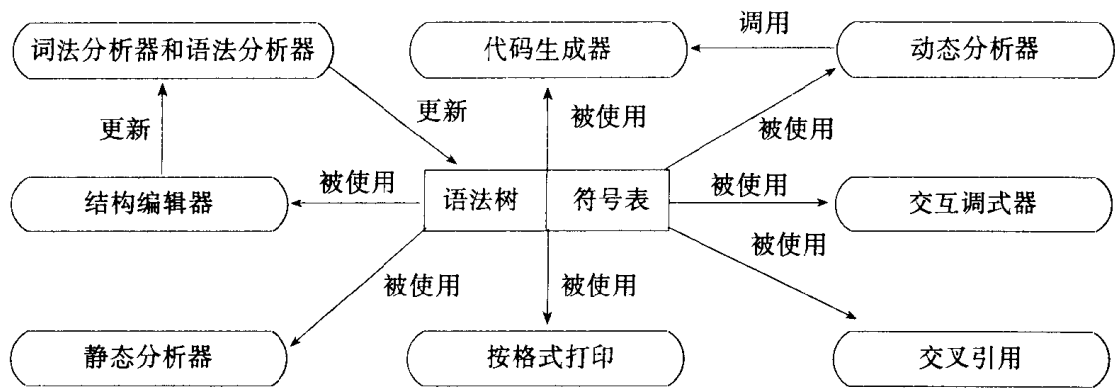 词法分析器和语法分析器
代码生成器
调用
动态分析器
更新
更新
被使用
被使用
结构编辑器
被使用
语法树
符号表
被使用
交互调式器
被使用
被使用
被使用
静态分析器
按格式打印
交叉引用